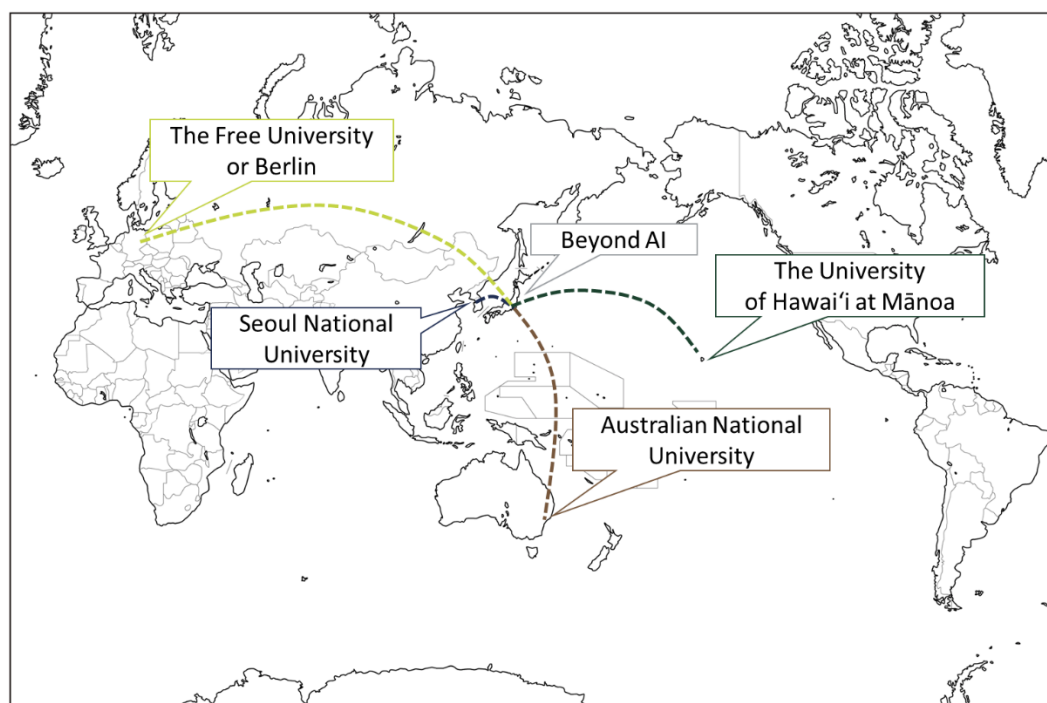 The Free University
or Berlin
Beyond AI
The University
of Hawaiʻi at Mānoa
Seoul National
University
Australian National
University